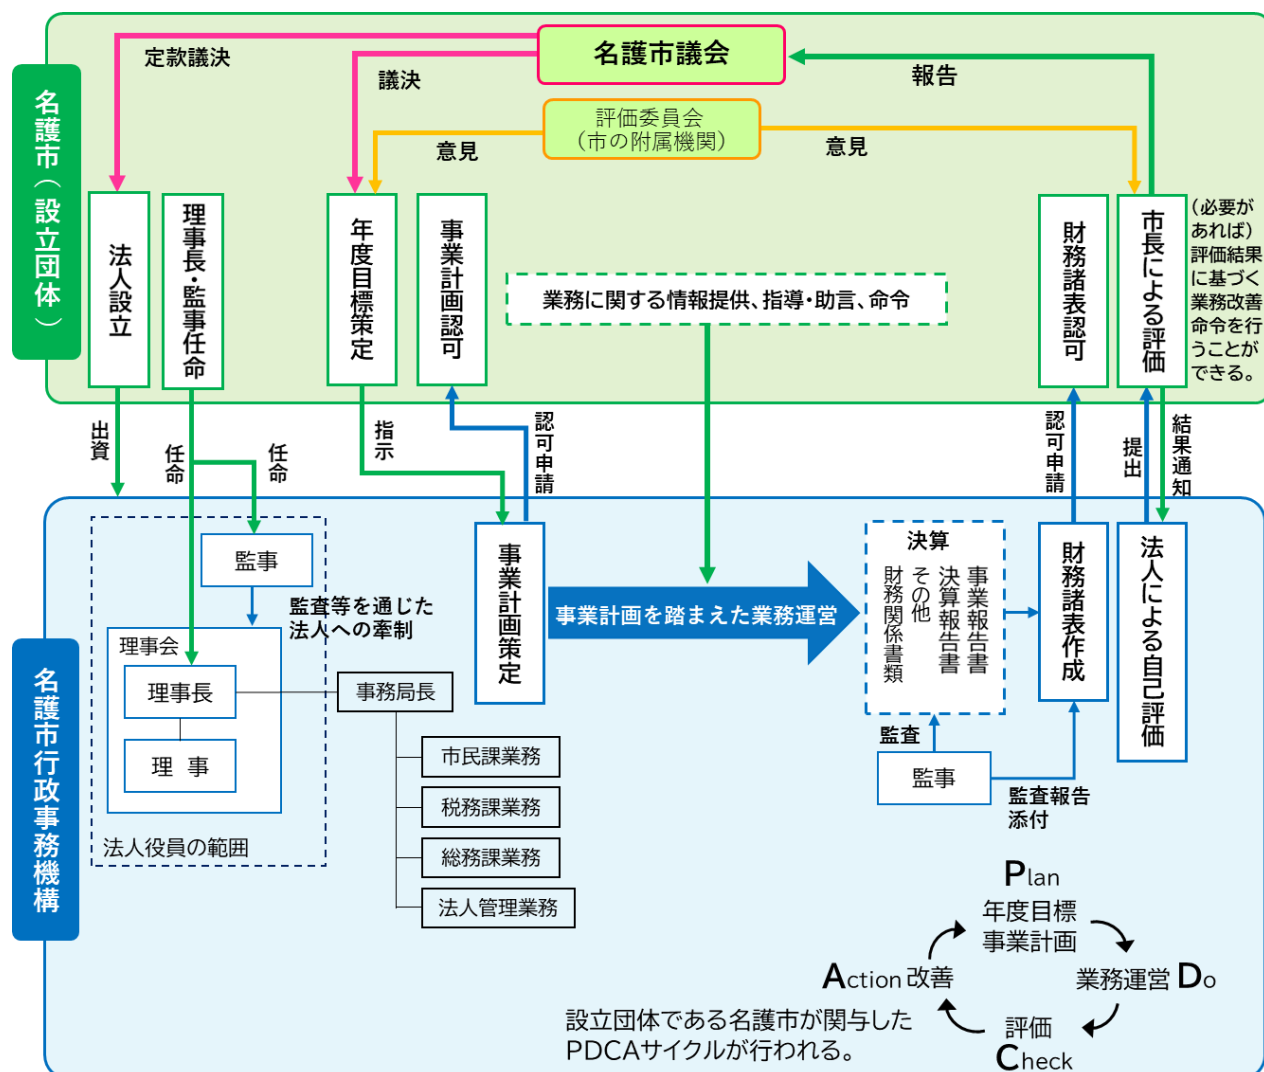 名護市（設立団体）
名護市議会
定款議決
議決
報告
評価委員会
（市の附属機関）
意見
意見
法人設立
理事長・監事任命
年度目標策定
事業計画認可
業務に関する情報提供、指導・助言、命令
財務諸表認可
市長による評価
（必要が
あれば）
評価結果
に基づく
業務改善
命令を行
うことが
できる。
出資
任命
任命
指示
認可申請
認可申請
提出
結果通知
名護市行政事務機構
監事
監査等を通じた
法人への牽制
理事会
理事長
理 事
法人役員の範囲
事務局長
市民課業務
税務課業務
総務課業務
法人管理業務
事業計画策定
事業計画を踏まえた業務運営
決算
事業報告書
決算報告書
その他
財務関係書類
財務諸表作成
法人による自己評価
監査
監事
監査報告
添付
Plan
年度目標
事業計画
Action 改善
業務運営 Do
評価
Check
設立団体である名護市が関与した
PDCAサイクルが行われる。